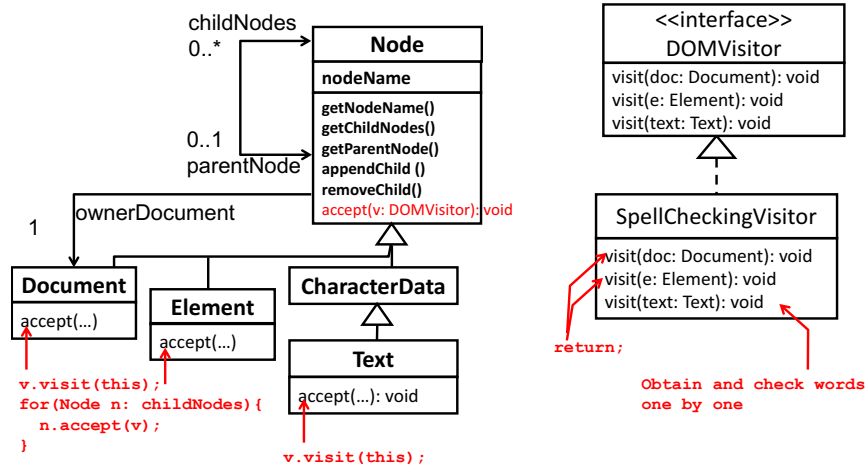 childNodes
0..*
0..1
parentNode
1
ownerDocument
Node
nodeName
getNodeName()
getChildNodes()
getParentNode()
appendChild ()
removeChild()
accept(v: DOMVisitor): void
Document
accept(...)
Element
accept(...)
CharacterData
Text
accept(...): void
v.visit(this);
for(Node n: childNodes){
n.accept(v);
}
v.visit(this);
<<interface>>
DOMVisitor
visit(doc: Document): void
visit(e: Element): void
visit(text: Text): void
SpellCheckingVisitor
visit(doc: Document): void
visit(e: Element): void
visit(text: Text): void
return;
Obtain and check words
one by one